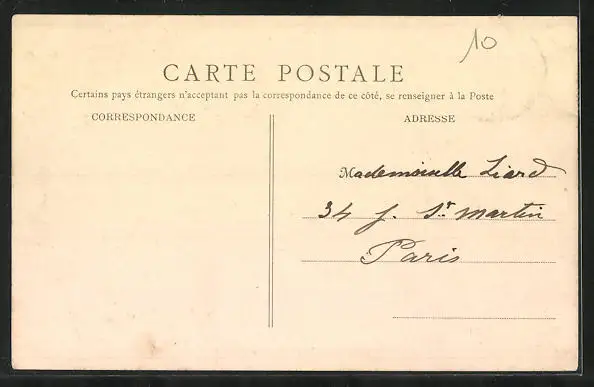 10
CARTE POSTALE
Certains pays étrangers n'acceptant pas la correspondance de ce côté, se renseigner à la Poste
CORRESPONDANCE
ADRESSE
Mademoiselle Liard
34 f. St Martin
Paris